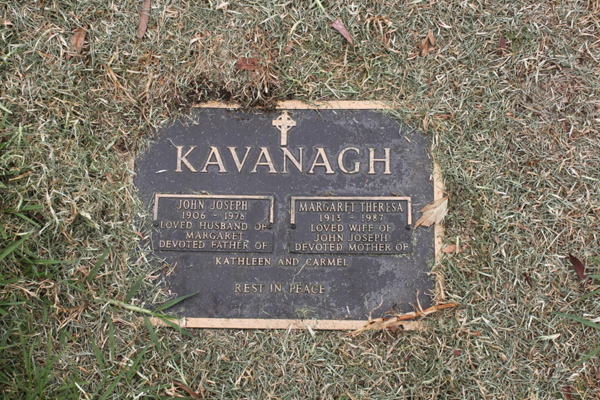 KAVANAGH
JOHN JOSEPH
1906 - 1978
LOVED HUSBAND OF
MARGARET
DEVOTED FATHER OF
MARGARET THERESA
1913 - 1987
LOVED WIFE OF
JOHN JOSEPH
DEVOTED MOTHER OF
KATHLEEN AND CARMEL
REST IN PEACE